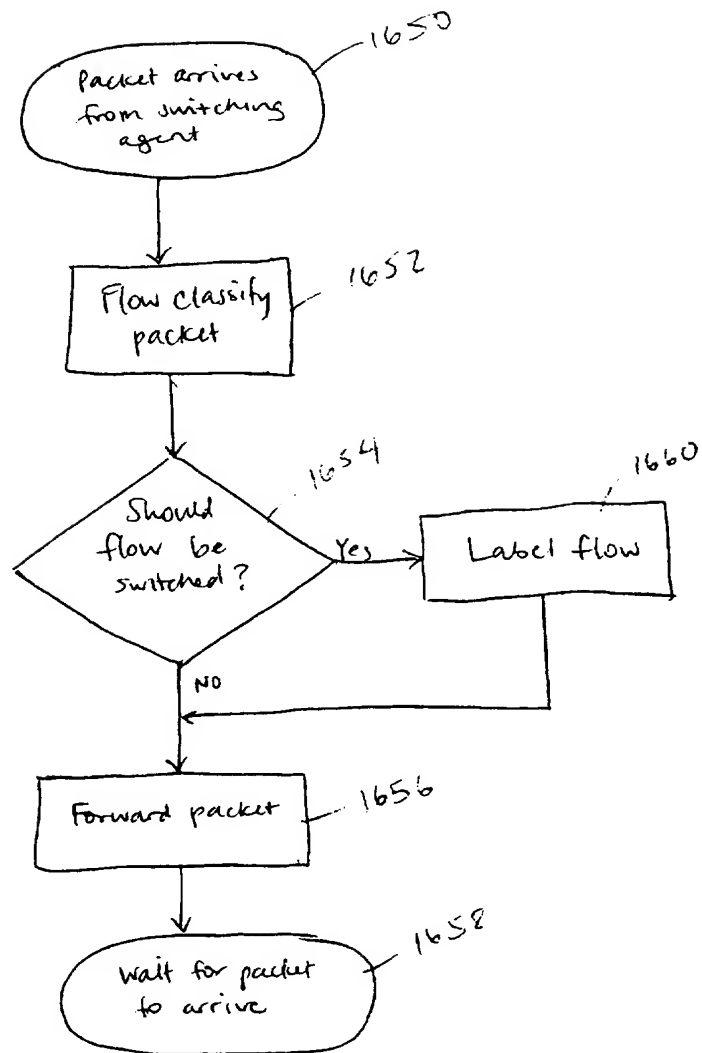 1650
Packet arrives
from switching
agent
1652
Flow classify
packet
1654
Should
flow be
switched?
Yes
1660
Label flow
NO
1656
Forward packet
1658
wait for packet
to arrive